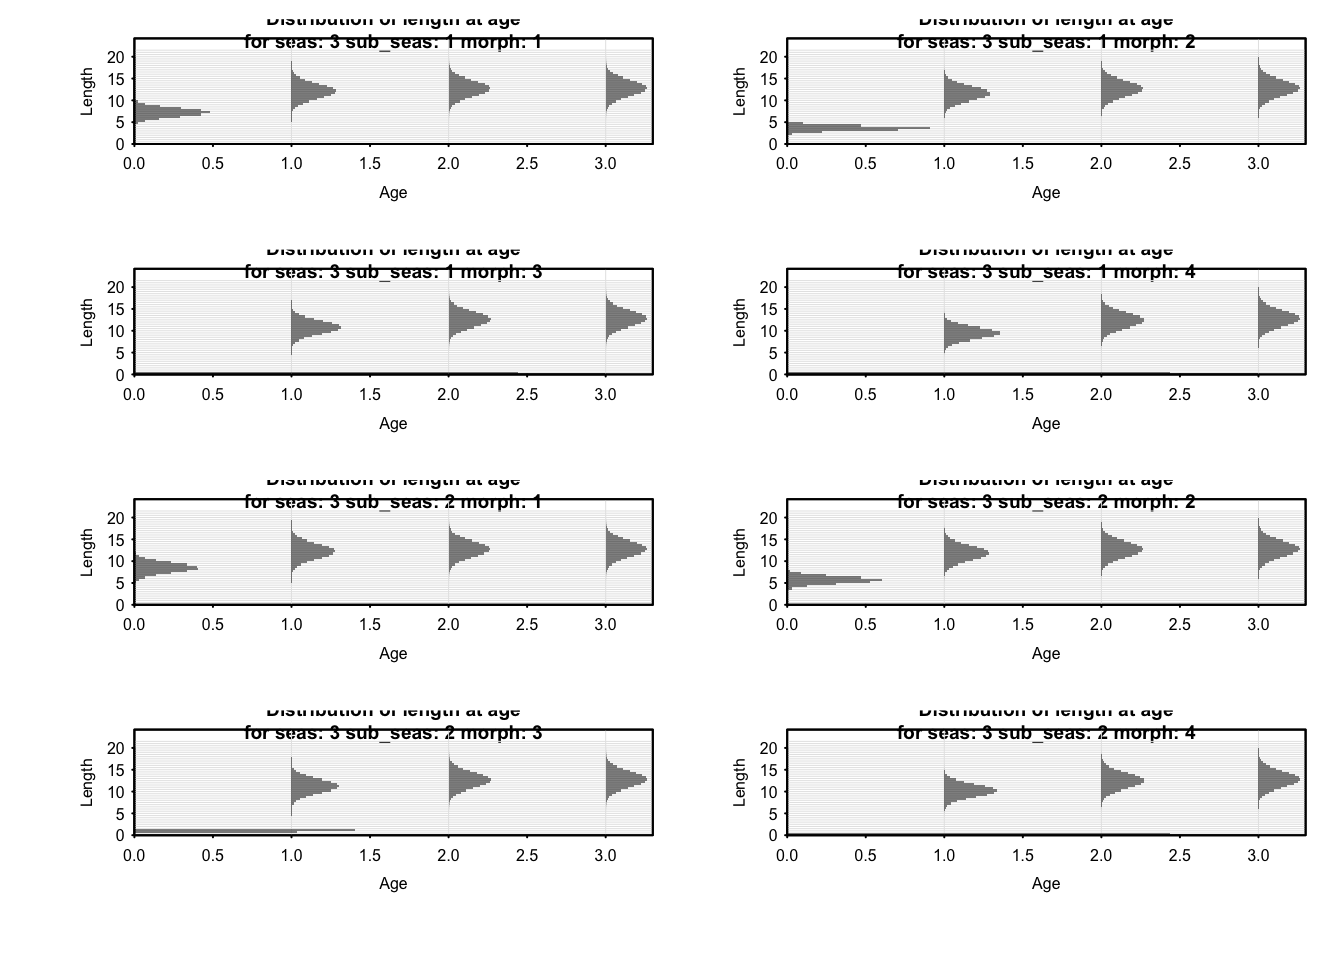 Distribution of length at age
for seas: 3 sub_seas: 1 morph: 1
Length
20
15
10
5
0
0.0 0.5 1.0 1.5 2.0 2.5 3.0
Age
Distribution of length at age
for seas: 3 sub_seas: 1 morph: 2
Length
20
15
10
5
0
0.0 0.5 1.0 1.5 2.0 2.5 3.0
Age
Distribution of length at age
for seas: 3 sub_seas: 1 morph: 3
Length
20
15
10
5
0
0.0 0.5 1.0 1.5 2.0 2.5 3.0
Age
Distribution of length at age
for seas: 3 sub_seas: 1 morph: 4
Length
20
15
10
5
0
0.0 0.5 1.0 1.5 2.0 2.5 3.0
Age
Distribution of length at age
for seas: 3 sub_seas: 2 morph: 1
Length
20
15
10
5
0
0.0 0.5 1.0 1.5 2.0 2.5 3.0
Age
Distribution of length at age
for seas: 3 sub_seas: 2 morph: 2
Length
20
15
10
5
0
0.0 0.5 1.0 1.5 2.0 2.5 3.0
Age
Distribution of length at age
for seas: 3 sub_seas: 2 morph: 3
Length
20
15
10
5
0
0.0 0.5 1.0 1.5 2.0 2.5 3.0
Age
Distribution of length at age
for seas: 3 sub_seas: 2 morph: 4
Length
20
15
10
5
0
0.0 0.5 1.0 1.5 2.0 2.5 3.0
Age